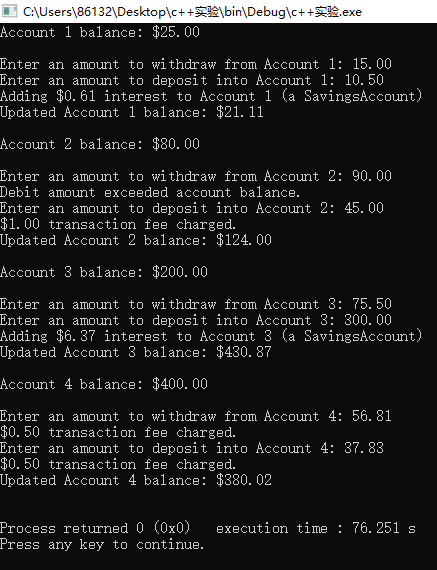 C:\Users\86132\Desktop\c++实验\bin\Debug\c++实验.exe
Account 1 balance: $25.00
Enter an amount to withdraw from Account 1: 15.00
Enter an amount to deposit into Account 1: 10.50
Adding $0.61 interest to Account 1 (a SavingsAccount)
Updated Account 1 balance: $21.11
Account 2 balance: $80.00
Enter an amount to withdraw from Account 2: 90.00
Debit amount exceeded account balance.
Enter an amount to deposit into Account 2: 45.00
$1.00 transaction fee charged.
Updated Account 2 balance: $124.00
Account 3 balance: $200.00
Enter an amount to withdraw from Account 3: 75.50
Enter an amount to deposit into Account 3: 300.00
Adding $6.37 interest to Account 3 (a SavingsAccount)
Updated Account 3 balance: $430.87
Account 4 balance: $400.00
Enter an amount to withdraw from Account 4: 56.81
$0.50 transaction fee charged.
Enter an amount to deposit into Account 4: 37.83
$0.50 transaction fee charged.
Updated Account 4 balance: $380.02
Process returned 0 (0x0)   execution time : 76.251 s
Press any key to continue.